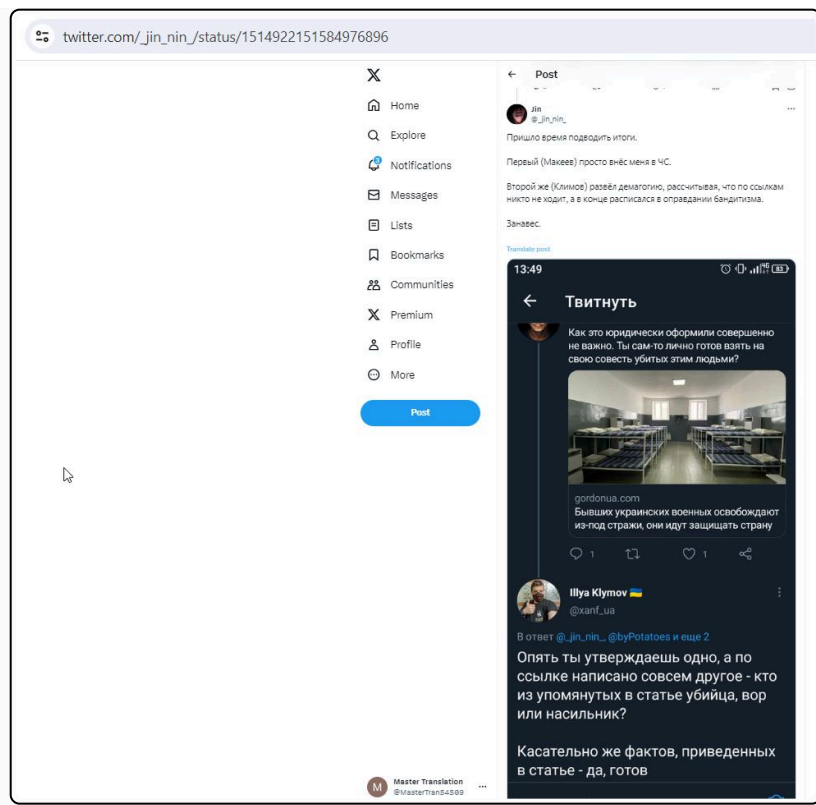 twitter.com/_jin_nin_/status/1514922151584976896
X
Home
Explore
3
Notifications
Messages
Lists
Bookmarks
Communities
Premium
Profile
More
Post
Master Translation
@MasterTran54589
M
← Post
Jin
@_jin_nin_
Пришло время подводить итоги.
Первый (Макеев) просто внёс меня в ЧС.
Второй же (Климов) развёл демагогию, рассчитывая, что по ссылкам
никто не ходит, а в конце расписался в оправдании бандитизма.
Занавес.
Translate post
13:49
4G
83
← Твитнуть
Как это юридически оформили совершенно
не важно. Ты сам-то лично готов взять на
свою совесть убитых этим людьми?
gordonua.com
Бывших украинских военных освобождают
из-под стражи, они идут защищать страну
1
1
Illya Klymov
@xanf_ua
В ответ @_jin_nin_, @byPotatoes и еще 2
Опять ты утверждаешь одно, а по
ссылке написано совсем другое - кто
из упомянутых в статье убийца, вор
или насильник?
Касательно же фактов, приведенных
в статье - да, готов